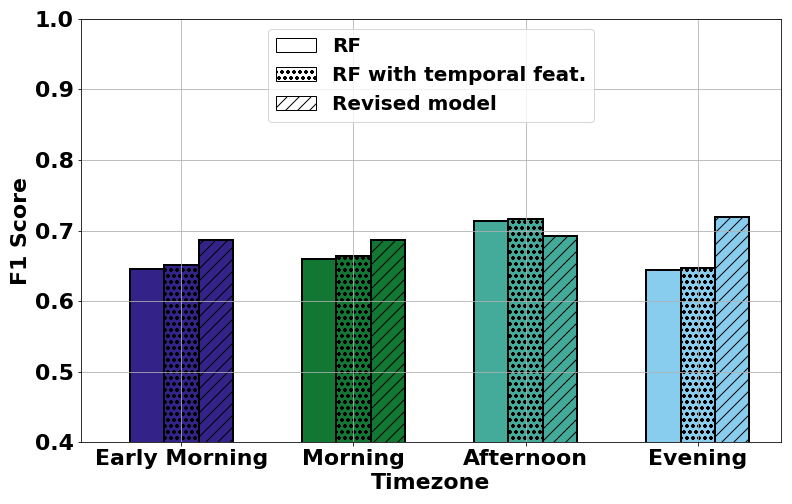 1.0
0.9
0.8
0.7
0.6
0.5
0.4
F1 Score
RF
RF with temporal feat.
Revised model
Early Morning
Morning
Afternoon
Evening
Timezone